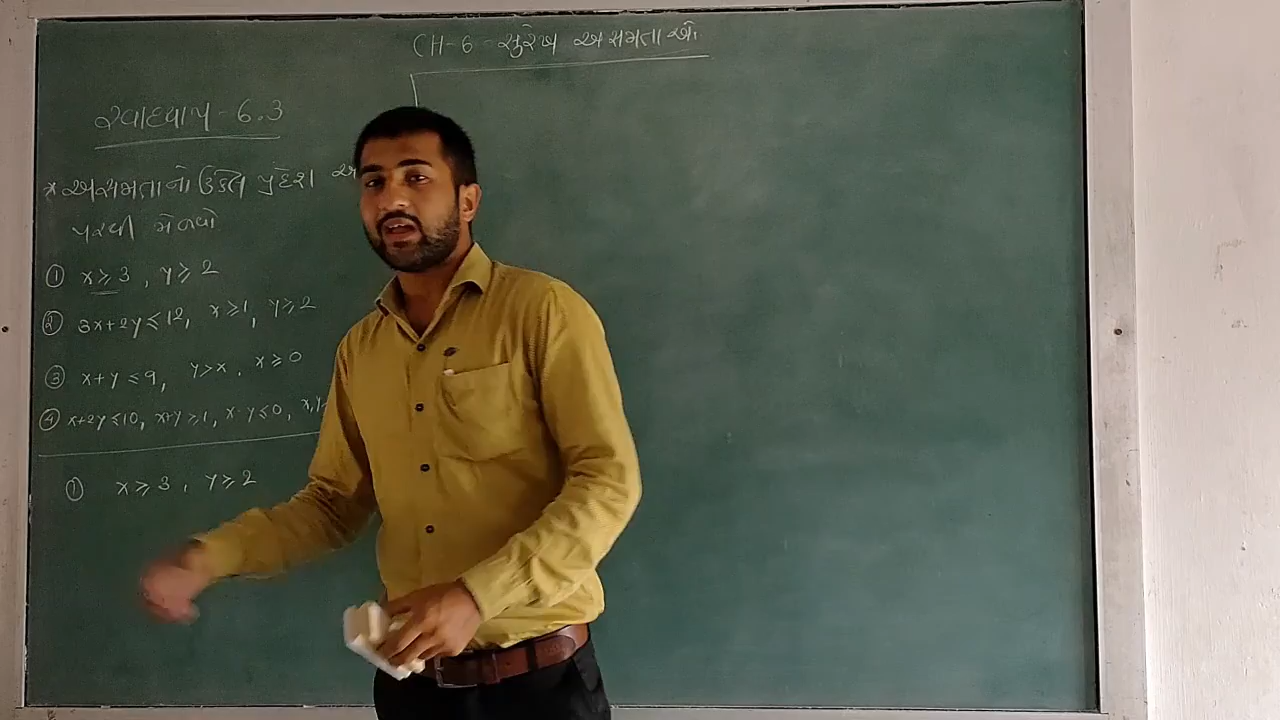 CH-6 સુરેખ અસમતાઓ
સ્વાધ્યાય - 6.3
* અસમતાનો ઉકેલ પ્રદેશ
પરથી મેળવો
① x ≥ 3 , y ≥ 2
② 3x+2y ≤ 12, x ≥ 1, y ≥ 2
③ x + y ≤ 9, y > x, x ≥ 0
④ x+2y ≤ 10, x+y ≥ 1, x-y ≤ 0, x,y
① x ≥ 3 , y ≥ 2